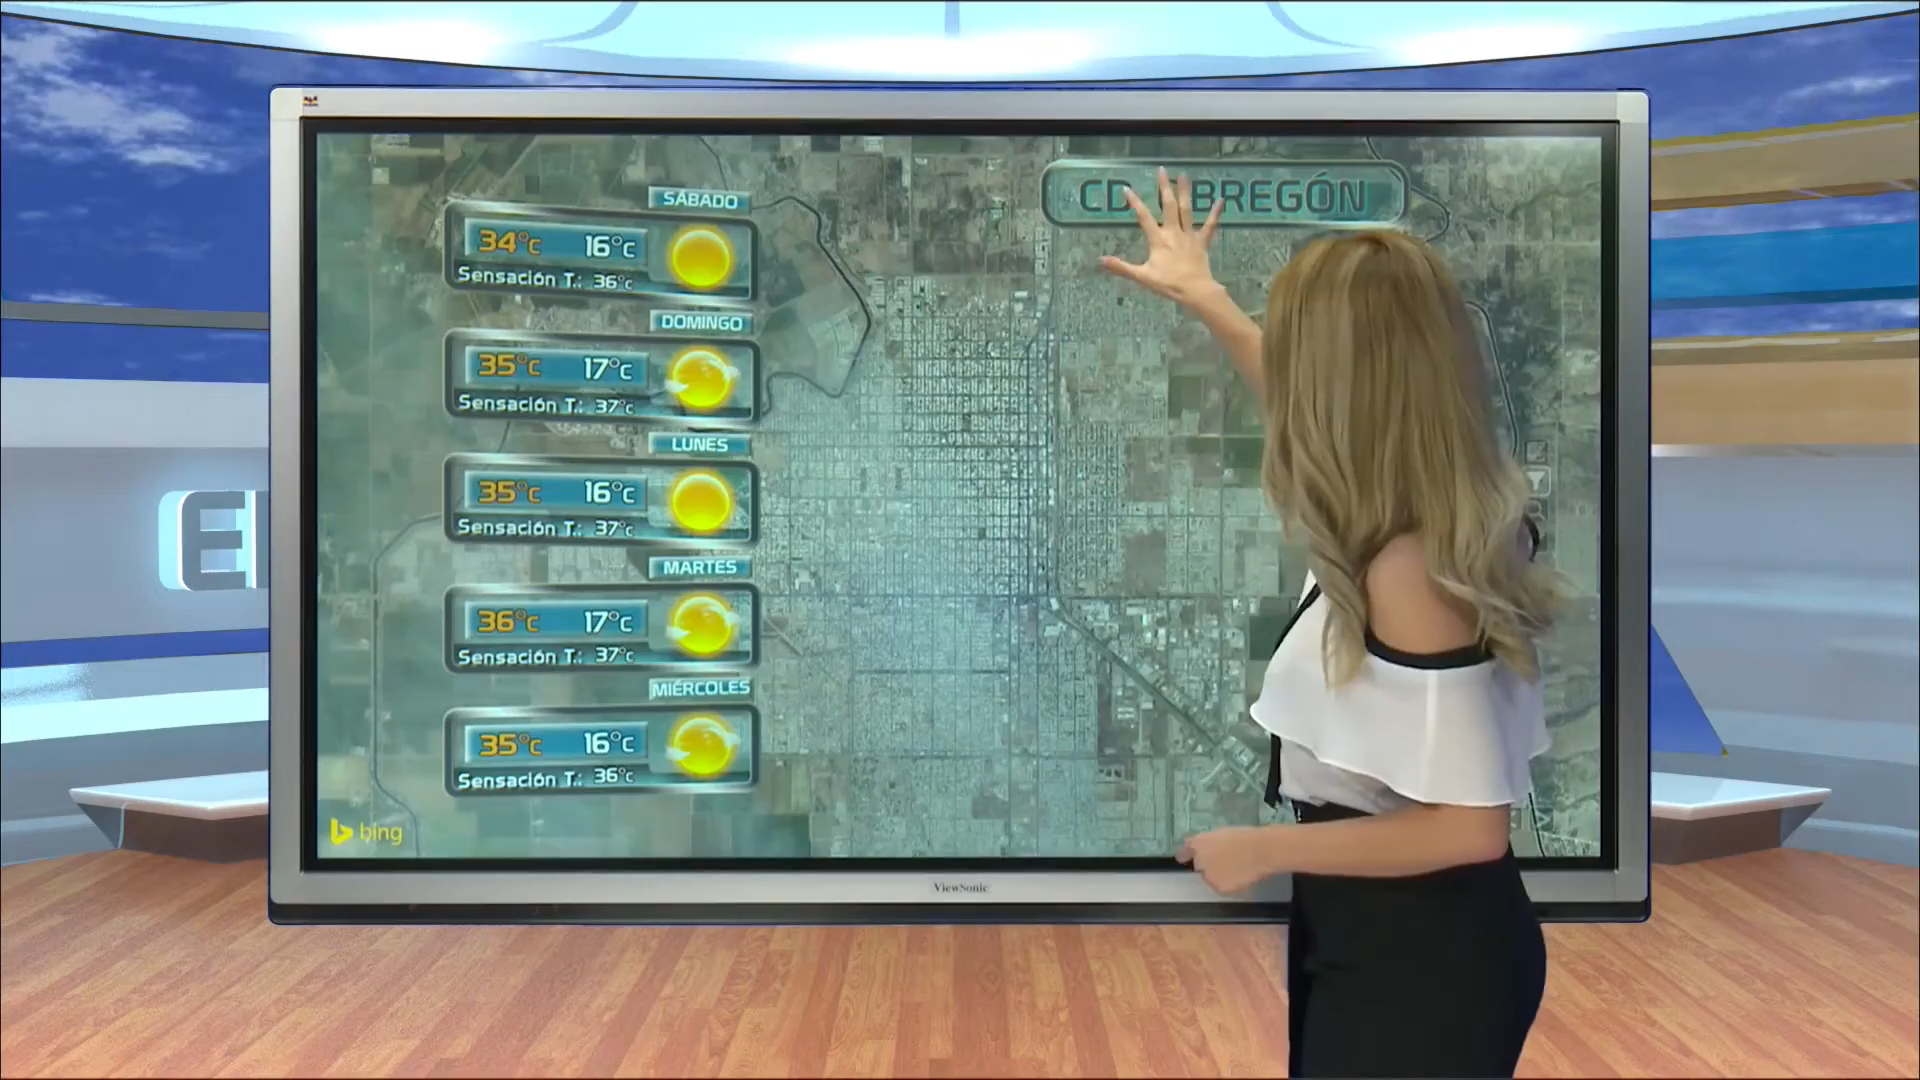 CD. OBREGÓN
SÁBADO
34°C 16°C
Sensación T.: 36°C
DOMINGO
35°C 17°C
Sensación T.: 37°C
LUNES
35°C 16°C
Sensación T.: 37°C
MARTES
36°C 17°C
Sensación T.: 37°C
MIÉRCOLES
35°C 16°C
Sensación T.: 36°C
bing
ViewSonic